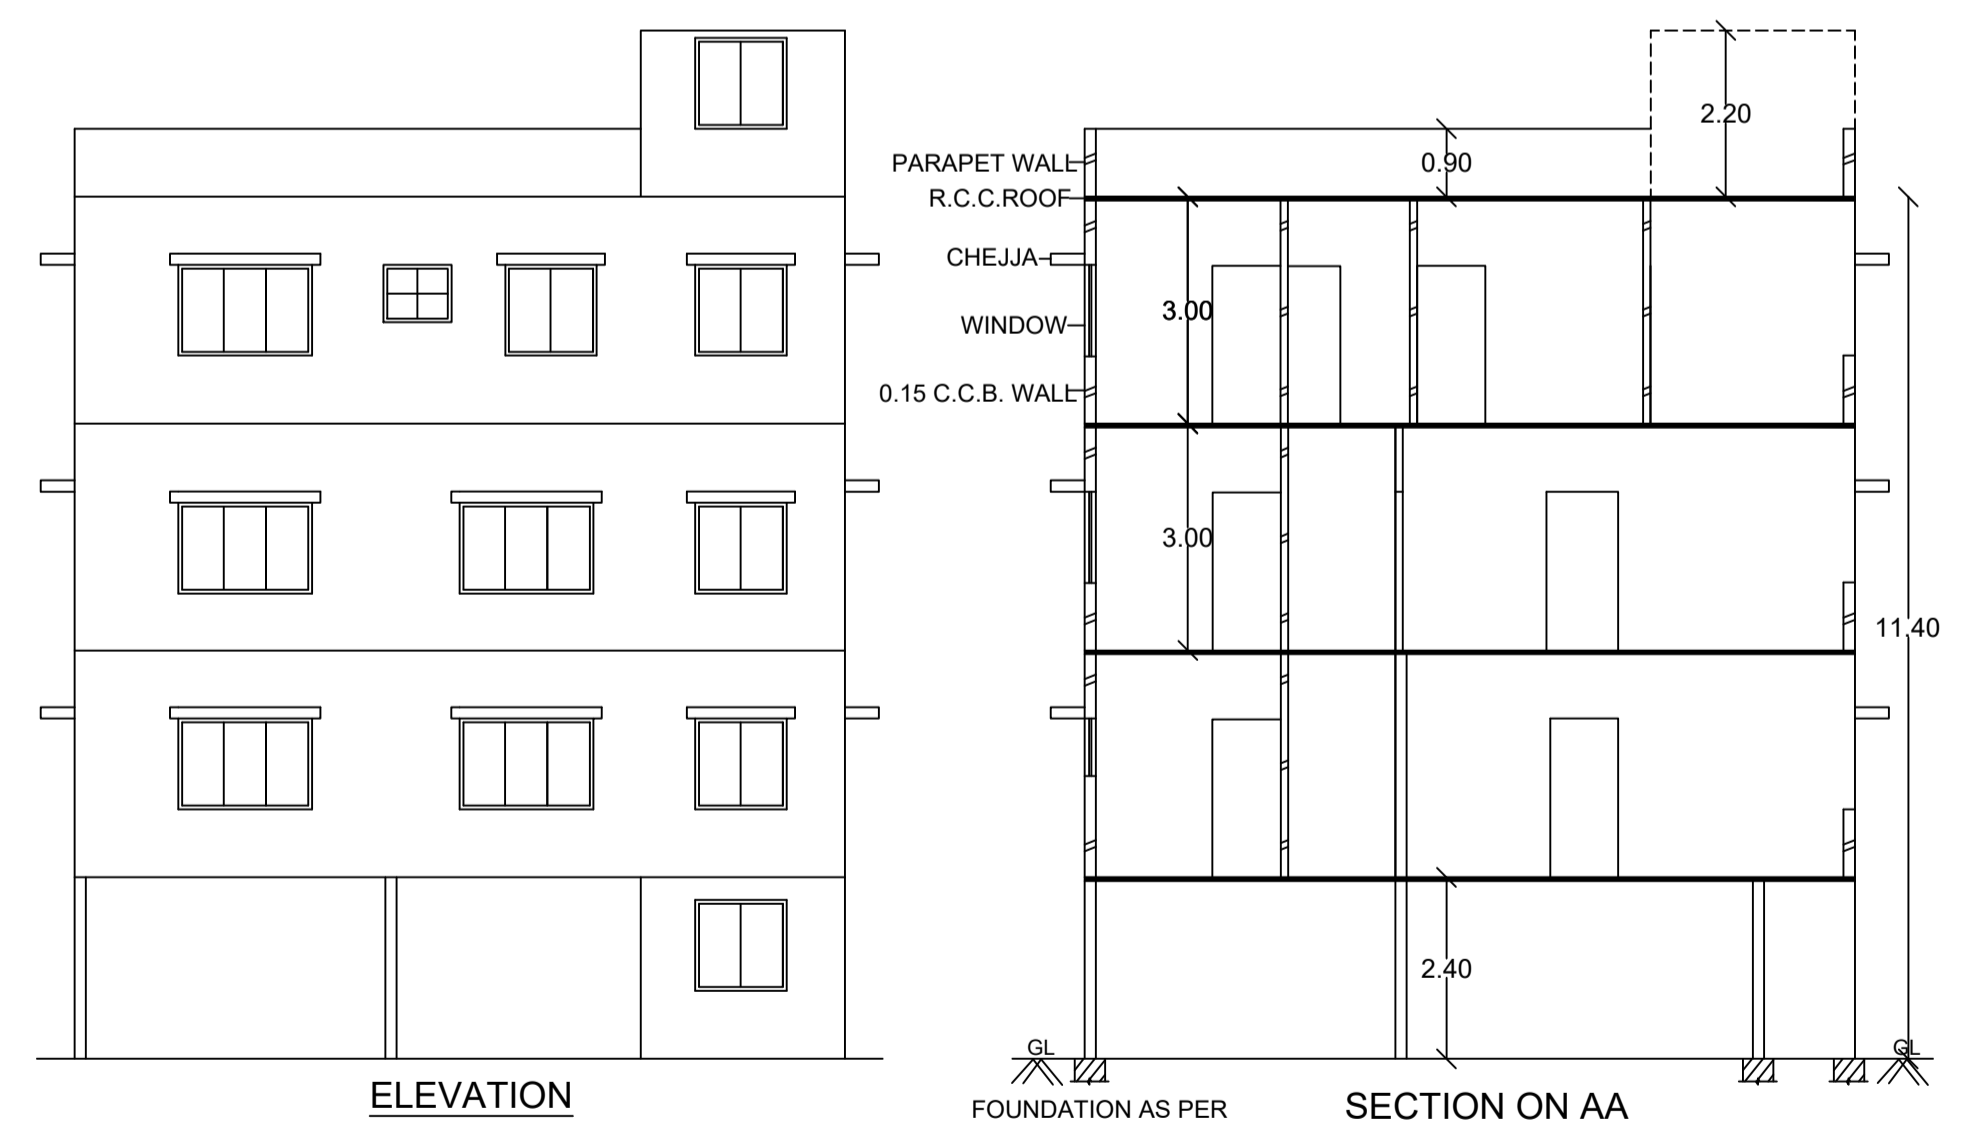 2.20
PARAPET WALL
0.90
R.C.C.ROOF
CHEJJA
WINDOW
3.00
0.15 C.C.B. WALL
3.00
11.40
2.40
GL
GL
ELEVATION
FOUNDATION AS PER
SECTION ON AA